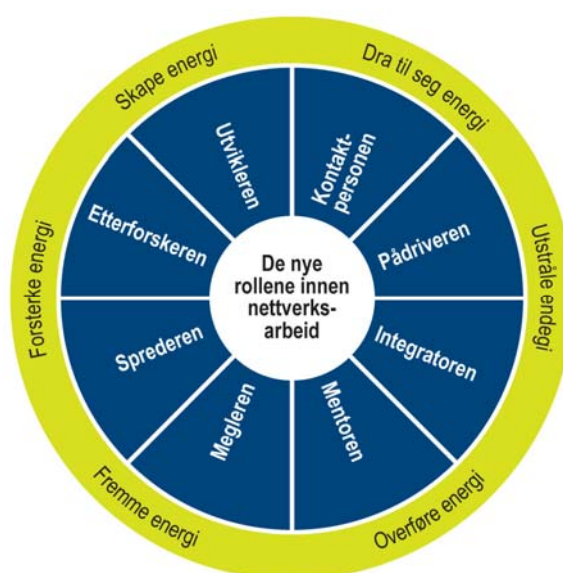 Skape energi
Dra til seg energi
Utstråle endegi
Overføre energi
Fremme energi
Forsterke energi
Utvikleren
Kontakt-
personen
Pådriveren
Integratoren
Mentoren
Megleren
Sprederen
Etterforskeren
De nye
rollene innen
nettverks-
arbeid